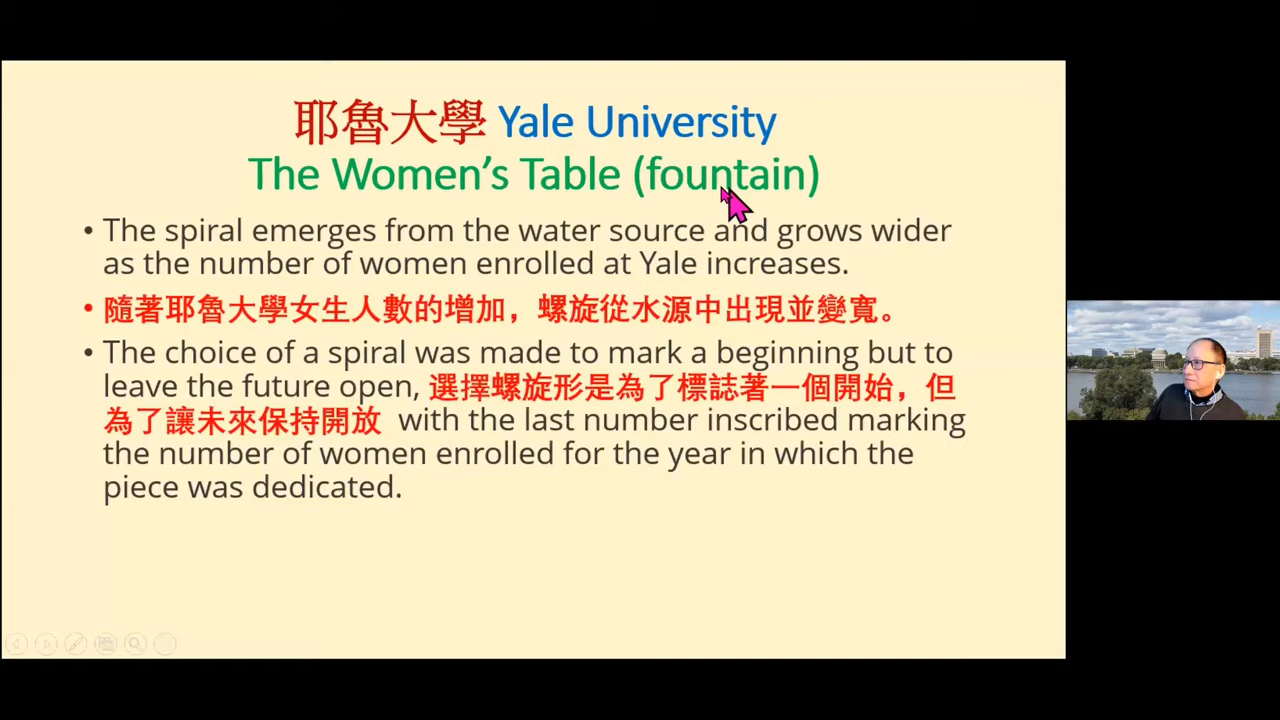 耶魯大學 Yale University
The Women's Table (fountain)
• The spiral emerges from the water source and grows wider
as the number of women enrolled at Yale increases.
• 隨著耶魯大學女生人數的增加，螺旋從水源中出現並變寬。
• The choice of a spiral was made to mark a beginning but to
leave the future open, 選擇螺旋形是為了標誌著一個開始，但
為了讓未來保持開放 with the last number inscribed marking
the number of women enrolled for the year in which the
piece was dedicated.